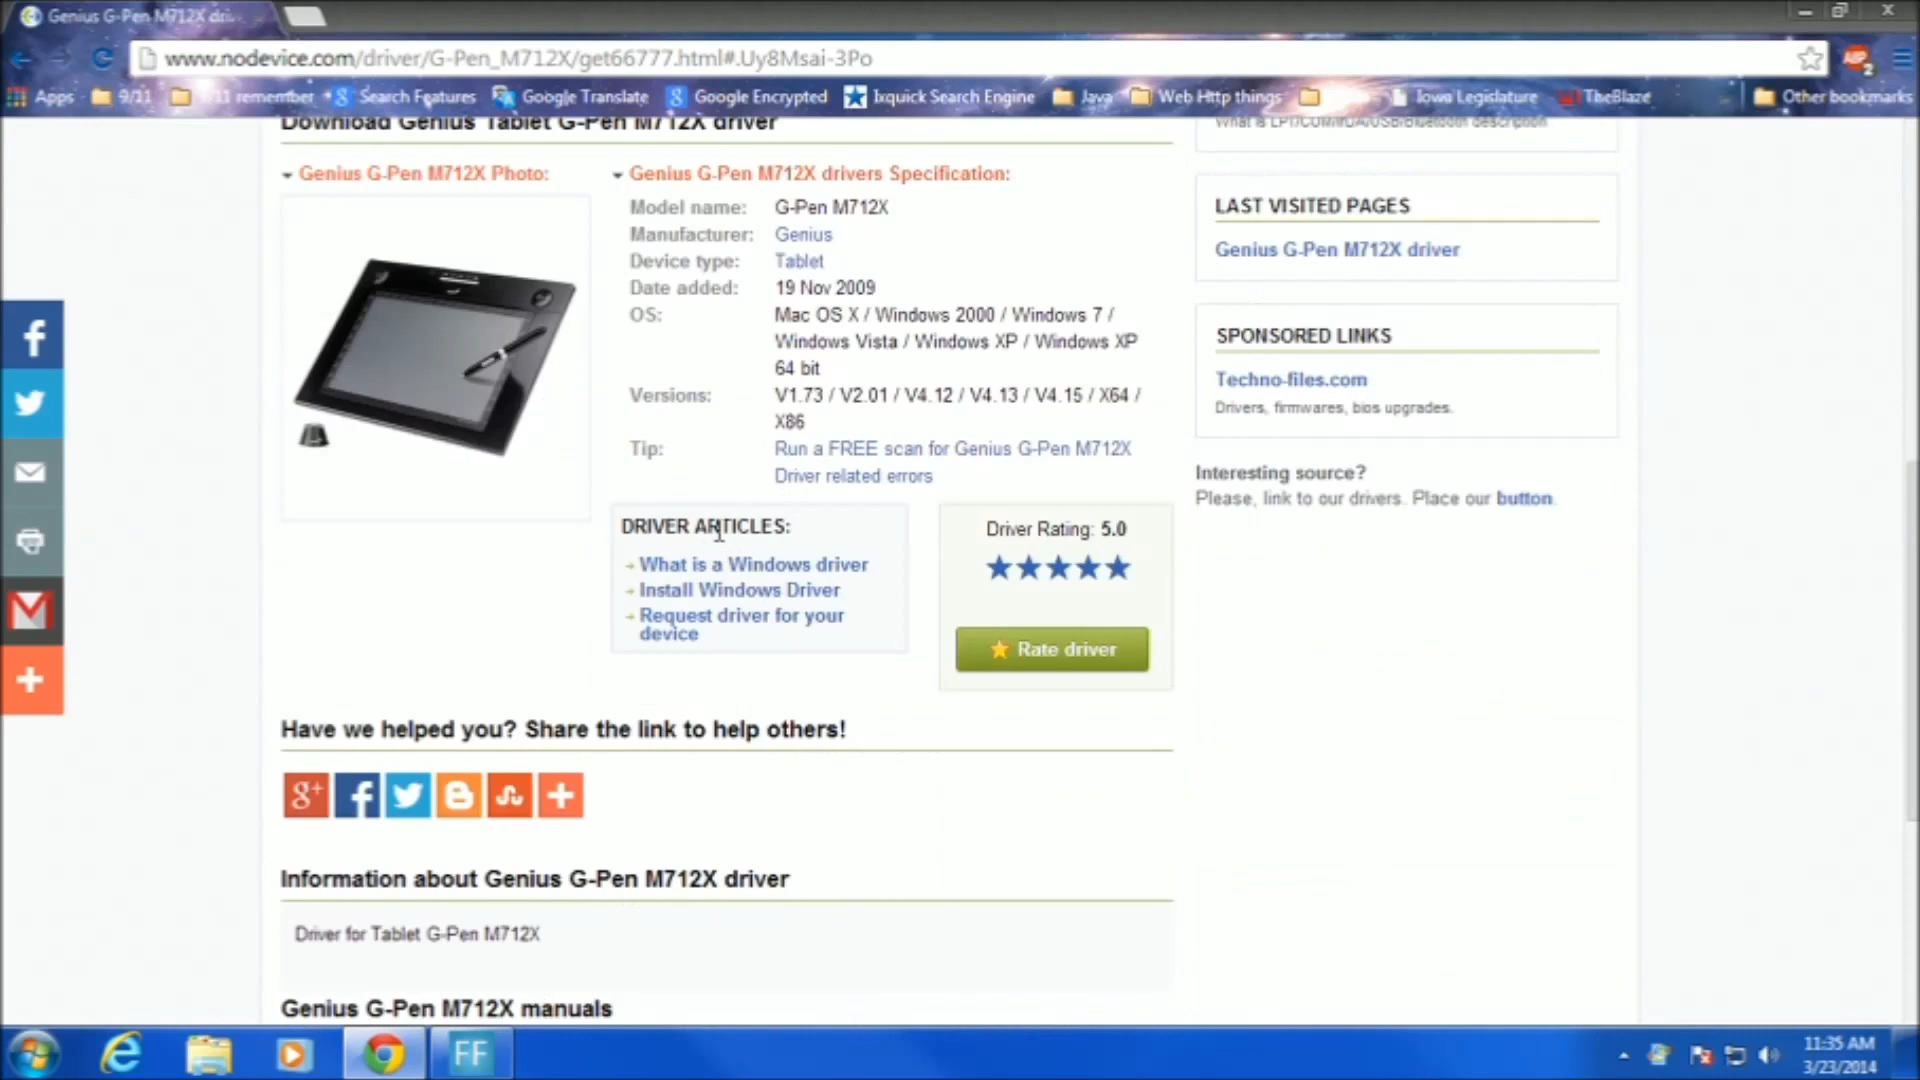 Genius G-Pen M712X driv
www.nodevice.com/driver/G-Pen_M712X/get66777.html#.Uy8Msai-3Po
ABP
2
Apps
9/11
9/11 remember
Search Features
Google Translate
Google Encrypted
Ixquick Search Engine
Java
Web Http things
Iowa Legislature
TheBlaze
Other bookmarks
Download Genius Tablet G-Pen M712X driver
What is LPT/COM/IrDA/USB/Bluetooth description
Genius G-Pen M712X Photo:
Genius G-Pen M712X drivers Specification:
Model name: G-Pen M712X
Manufacturer: Genius
Device type: Tablet
Date added: 19 Nov 2009
OS: Mac OS X / Windows 2000 / Windows 7 /
Windows Vista / Windows XP / Windows XP
64 bit
Versions: V1.73 / V2.01 / V4.12 / V4.13 / V4.15 / X64 /
X86
Tip: Run a FREE scan for Genius G-Pen M712X
Driver related errors
DRIVER ARTICLES:
What is a Windows driver
Install Windows Driver
Request driver for your
device
Driver Rating: 5.0
Rate driver
LAST VISITED PAGES
Genius G-Pen M712X driver
SPONSORED LINKS
Techno-files.com
Drivers, firmwares, bios upgrades.
Interesting source?
Please, link to our drivers. Place our button.
Have we helped you? Share the link to help others!
Information about Genius G-Pen M712X driver
Driver for Tablet G-Pen M712X
Genius G-Pen M712X manuals
FF
11:35 AM
3/23/2014